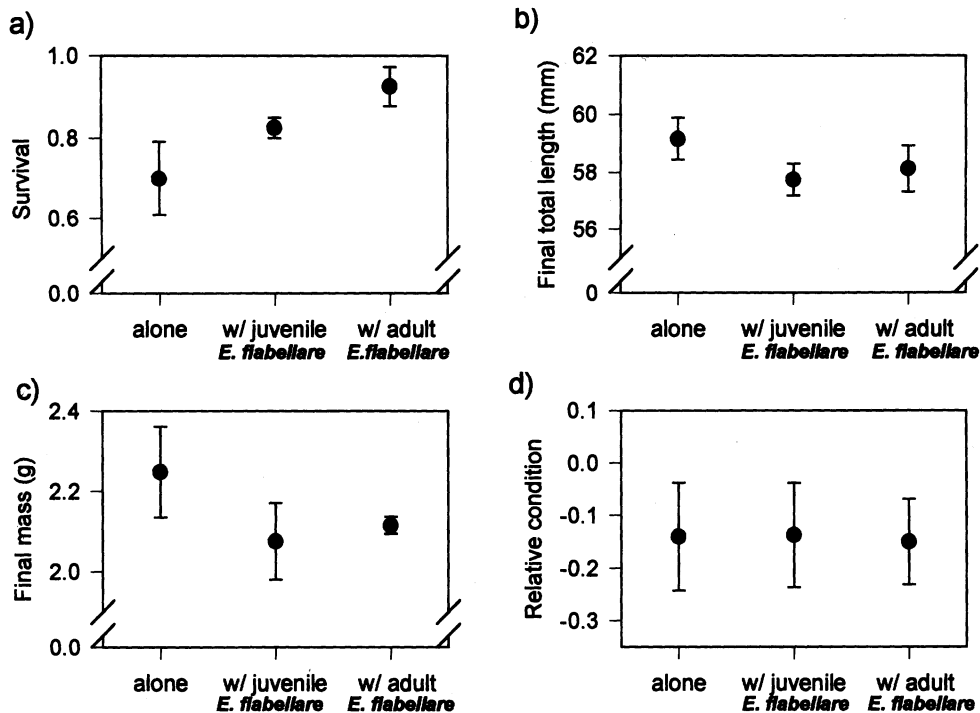 a)
Survival
1.0
0.8
0.6
0.0
alone
w/ juvenile
w/ adult
E. flabellare
E.flabellare
b)
Final total length (mm)
62
60
58
56
0
alone
w/ juvenile
w/ adult
E. flabellare
E. flabellare
c)
Final mass (g)
2.4
2.2
2.0
0.0
alone
w/ juvenile
w/ adult
E. flabellare
E. flabellare
d)
Relative condition
0.1
0.0
-0.1
-0.2
-0.3
alone
w/ juvenile
w/ adult
E. flabellare
E. flabellare